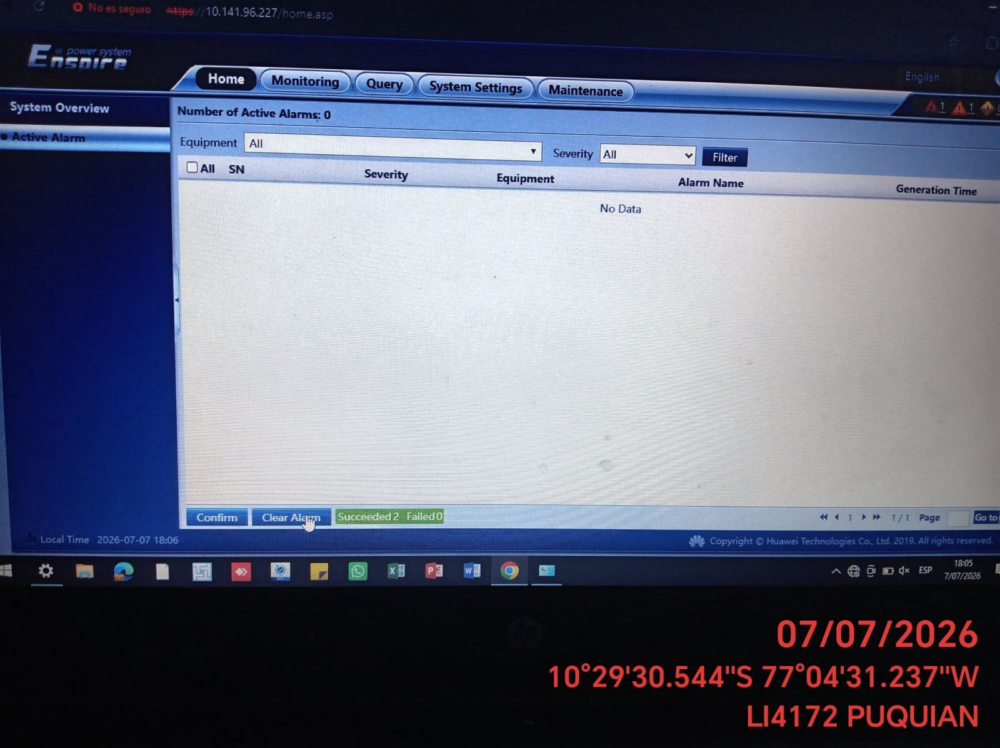 No es seguro https://10.141.96.227/home.asp
power system
Enspire
Home Monitoring Query System Settings Maintenance
English
1 1
System Overview
Number of Active Alarms: 0
Active Alarm
Equipment All Severity All Filter
All SN Severity Equipment Alarm Name Generation Time
No Data
Confirm Clear Alarm Succeeded 2 Failed 0
1 1 / 1 Page Go to
Local Time 2026-07-07 18:06
Copyright © Huawei Technologies Co., Ltd. 2019. All rights reserved.
ESP
18:05
7/07/2026
hp
07/07/2026
10°29'30.544"S 77°04'31.237"W
LI4172 PUQUIAN